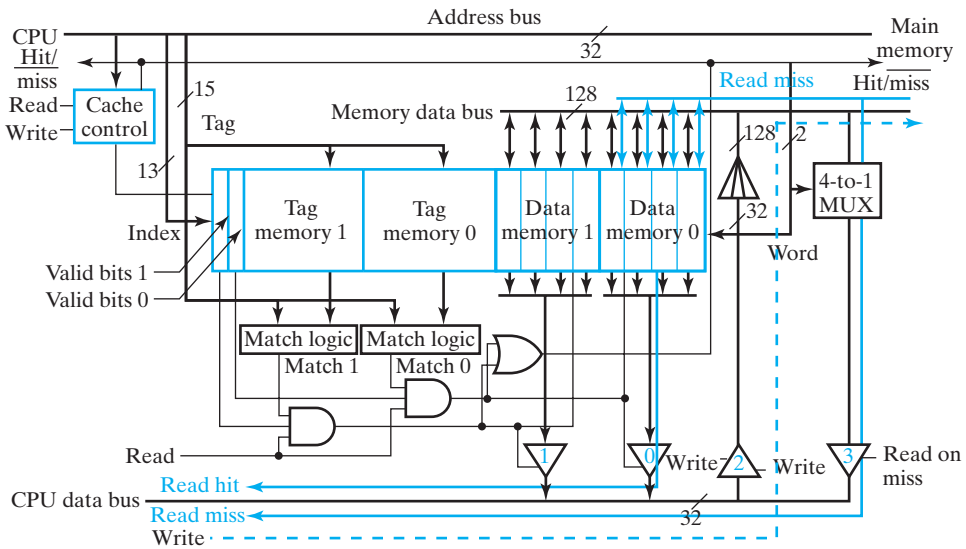 Address bus
CPU
32
Main
memory
Hit/
miss
Hit/miss
Read miss
Read
Write
Cache
control
15
Tag
Memory data bus
128
128
2
13
4-to-1
MUX
Tag
memory 1
Tag
memory 0
Data
memory 1
Data
memory 0
32
Index
Word
Valid bits 1
Valid bits 0
Match logic
Match logic
Match 1
Match 0
Read
1
0
Write
2
Write
3
Read on
miss
Read hit
CPU data bus
32
Read miss
Write